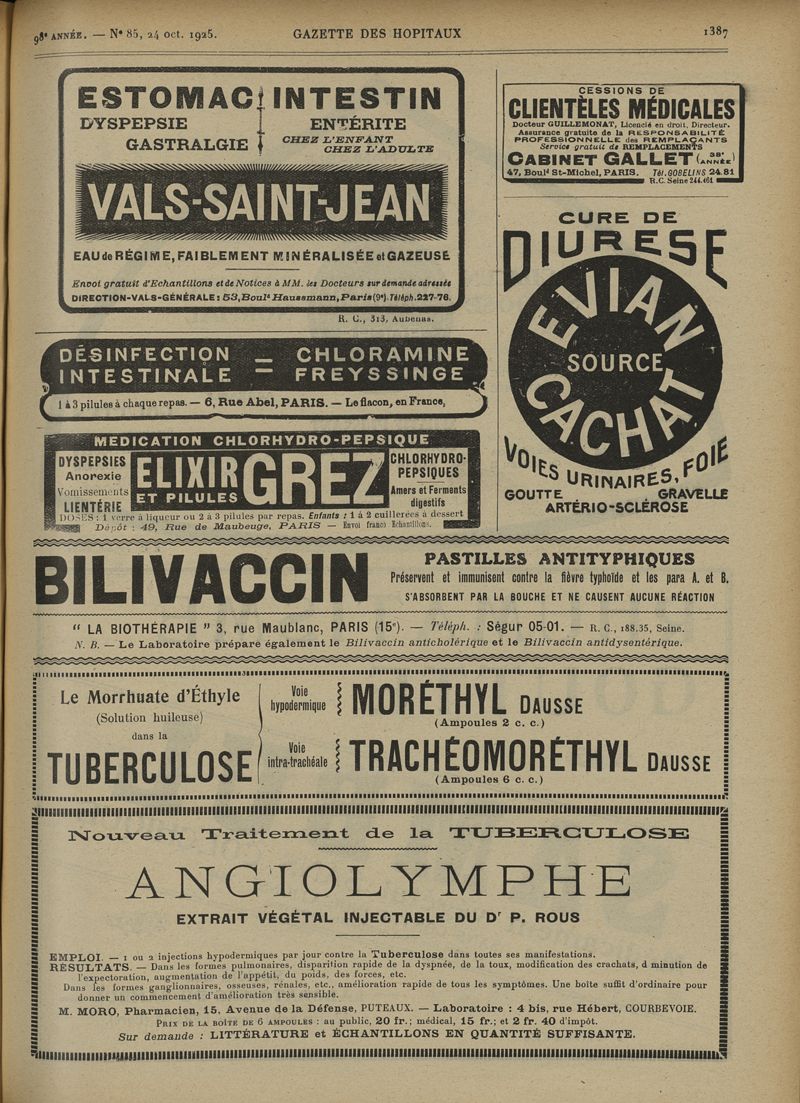 98e ANNÉE. — N° 85, 24 oct. 1925.
GAZETTE DES HOPITAUX
1387
ESTOMAC INTESTIN
DYSPEPSIE
GASTRALGIE
ENTÉRITE
CHEZ L'ENFANT
CHEZ L'ADULTE
VALS-SAINT-JEAN
EAU de RÉGIME, FAIBLEMENT MINÉRALISÉE et GAZEUSE
Envoi gratuit d'Echantillons et de Notices à MM. les Docteurs sur demande adressée
DIRECTION-VALS-GÉNÉRALE: 53, Boul^d Haussmann, Paris (9e) Téléph. 227-76.
R. C., 313, Aubenas.
DÉSINFECTION = CHLORAMINE
INTESTINALE = FREYSSINGE
1 à 3 pilules à chaque repas. — 6, Rue Abel, PARIS. — Le flacon, en France,
MEDICATION CHLORHYDRO-PEPSIQUE
DYSPEPSIES
Anorexie
Vomissements
LIENTÉRIE
ELIXIR
ET PILULES
GREZ
CHLORHYDRO-
PEPSIQUES
Amers et Ferments
digestifs
DOSES: 1 verre à liqueur ou 2 à 3 pilules par repas. Enfants: 1 à 2 cuillerées à dessert
Dépôt: 49, Rue de Maubeuge, PARIS — Envoi franco Echantillons.
CESSIONS DE
CLIENTÈLES MÉDICALES
Docteur GUILLEMONAT, Licencié en droit, Directeur.
Assurance gratuite de la RESPONSABILITÉ
PROFESSIONNELLE des REMPLAÇANTS
Service gratuit de REMPLACEMENTS
CABINET GALLET (38e ANNÉE)
47, Boul^d St-Michel, PARIS. Tél. GOBELINS 24.81
R.C. Seine 244.461
CURE DE
DIURESE
EVIAN
SOURCE
CACHAT
VOIES URINAIRES, FOIE
GOUTTE GRAVELLE
ARTÉRIO-SCLÉROSE
BILIVACCIN
PASTILLES ANTITYPHIQUES
Préservent et immunisent contre la fièvre typhoïde et les para A. et B.
S'ABSORBENT PAR LA BOUCHE ET NE CAUSENT AUCUNE RÉACTION
" LA BIOTHÉRAPIE " 3, rue Maublanc, PARIS (15e). — Téléph. : Ségur 05-01. — R. C., 188.35, Seine.
N. B. — Le Laboratoire prépare également le Bilivaccin anticholérique et le Bilivaccin antidysentérique.
Le Morrhuate d'Éthyle
(Solution huileuse)
dans la
TUBERCULOSE
Voie
hypodermique
MORÉTHYL DAUSSE
(Ampoules 2 c. c.)
Voie
intra-trachéale
TRACHÉOMORÉTHYL DAUSSE
(Ampoules 6 c. c.)
Nouveau Traitement de la TUBERCULOSE
ANGIOLYMPHE
EXTRAIT VÉGÉTAL INJECTABLE DU Dr P. ROUS
EMPLOI. — 1 ou 2 injections hypodermiques par jour contre la Tuberculose dans toutes ses manifestations.
RÉSULTATS. — Dans les formes pulmonaires, disparition rapide de la dyspnée, de la toux, modification des crachats, d minution de
l'expectoration, augmentation de l'appétit, du poids, des forces, etc.
Dans les formes ganglionnaires, osseuses, rénales, etc., amélioration rapide de tous les symptômes. Une boîte suffit d'ordinaire pour
donner un commencement d'amélioration très sensible.
M. MORO, Pharmacien, 15, Avenue de la Défense, PUTEAUX. — Laboratoire : 4 bis, rue Hébert, COURBEVOIE.
PRIX DE LA BOÎTE DE 6 AMPOULES : au public, 20 fr.; médical, 15 fr.; et 2 fr. 40 d'impôt.
Sur demande : LITTÉRATURE et ÉCHANTILLONS EN QUANTITÉ SUFFISANTE.